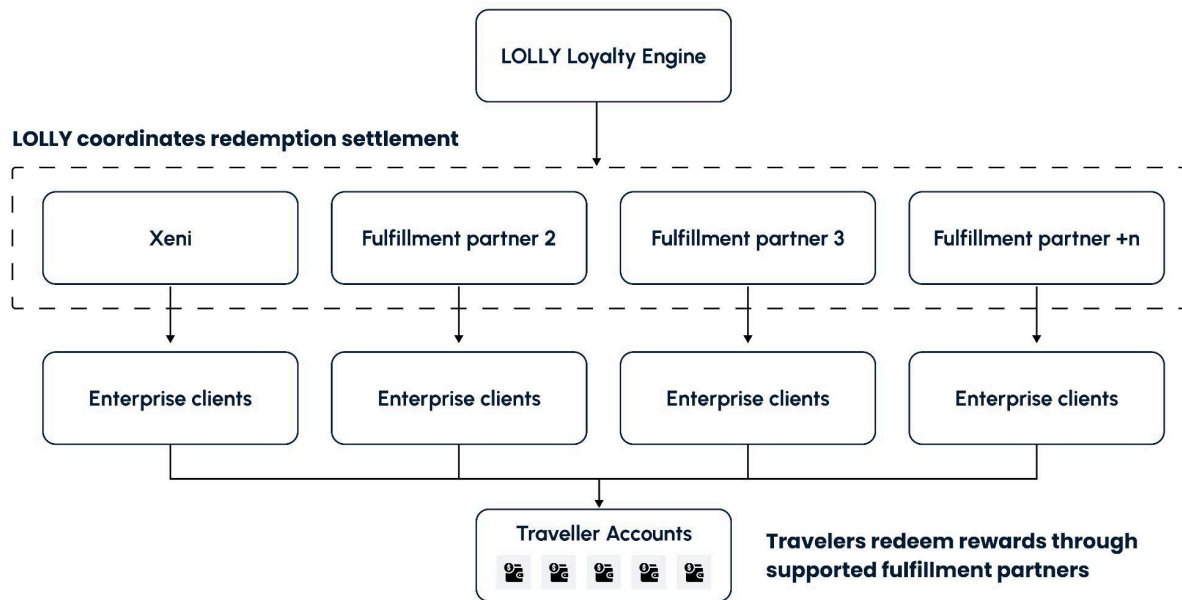 LOLLY Loyalty Engine
LOLLY coordinates redemption settlement
Xeni
Fulfillment partner 2
Fulfillment partner 3
Fulfillment partner +n
Enterprise clients
Enterprise clients
Enterprise clients
Enterprise clients
Traveller Accounts
Travelers redeem rewards through
supported fulfillment partners